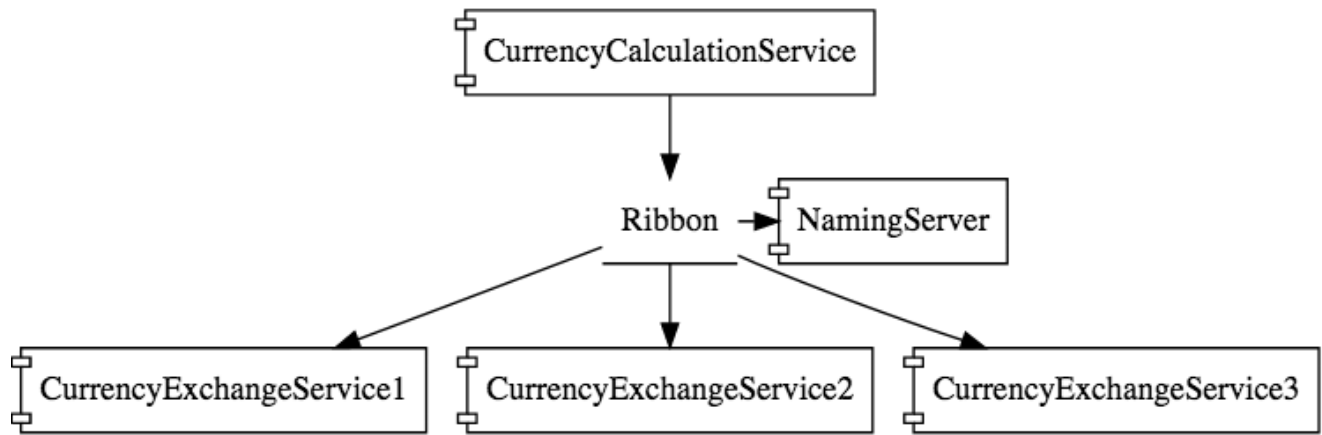 CurrencyCalculationService
Ribbon
NamingServer
CurrencyExchangeService1
CurrencyExchangeService2
CurrencyExchangeService3